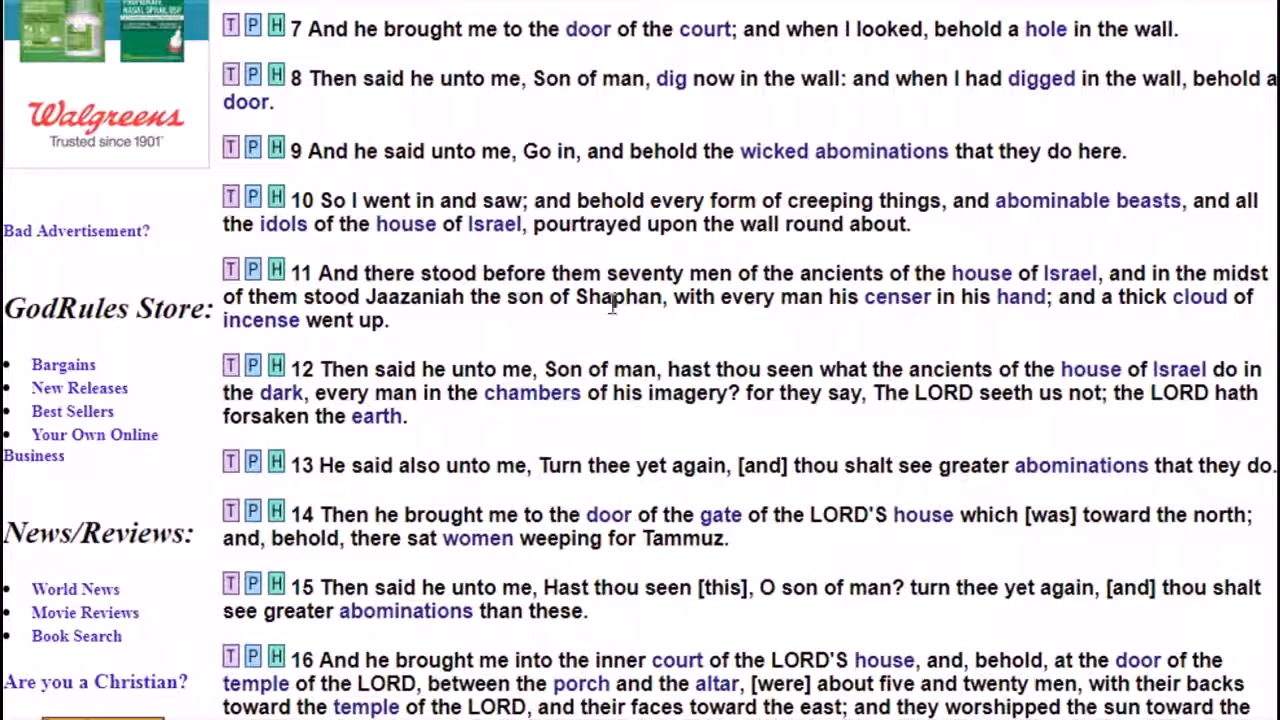 NASAL SPRAY, USP
Walgreens
Trusted since 1901
Bad Advertisement?
GodRules Store:
Bargains
New Releases
Best Sellers
Your Own Online
Business
News/Reviews:
World News
Movie Reviews
Book Search
Are you a Christian?
T P H 7 And he brought me to the door of the court; and when I looked, behold a hole in the wall.
T P H 8 Then said he unto me, Son of man, dig now in the wall: and when I had digged in the wall, behold a
door.
T P H 9 And he said unto me, Go in, and behold the wicked abominations that they do here.
T P H 10 So I went in and saw; and behold every form of creeping things, and abominable beasts, and all
the idols of the house of Israel, pourtrayed upon the wall round about.
T P H 11 And there stood before them seventy men of the ancients of the house of Israel, and in the midst
of them stood Jaazaniah the son of Shaphan, with every man his censer in his hand; and a thick cloud of
incense went up.
T P H 12 Then said he unto me, Son of man, hast thou seen what the ancients of the house of Israel do in
the dark, every man in the chambers of his imagery? for they say, The LORD seeth us not; the LORD hath
forsaken the earth.
T P H 13 He said also unto me, Turn thee yet again, [and] thou shalt see greater abominations that they do.
T P H 14 Then he brought me to the door of the gate of the LORD'S house which [was] toward the north;
and, behold, there sat women weeping for Tammuz.
T P H 15 Then said he unto me, Hast thou seen [this], O son of man? turn thee yet again, [and] thou shalt
see greater abominations than these.
T P H 16 And he brought me into the inner court of the LORD'S house, and, behold, at the door of the
temple of the LORD, between the porch and the altar, [were] about five and twenty men, with their backs
toward the temple of the LORD, and their faces toward the east; and they worshipped the sun toward the